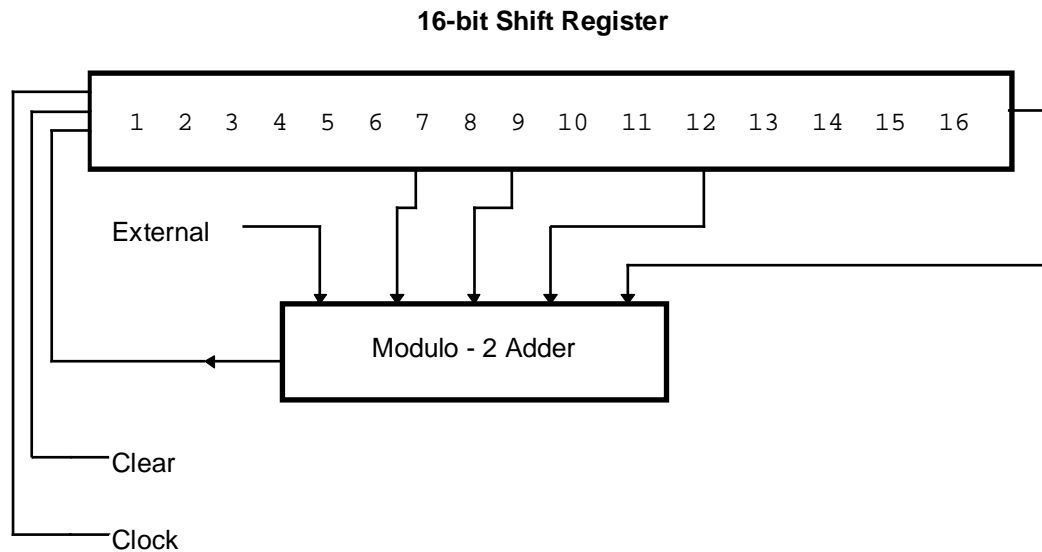 16-bit Shift Register
1 2 3 4 5 6 7 8 9 10 11 12 13 14 15 16
External
Modulo - 2 Adder
Clear
Clock